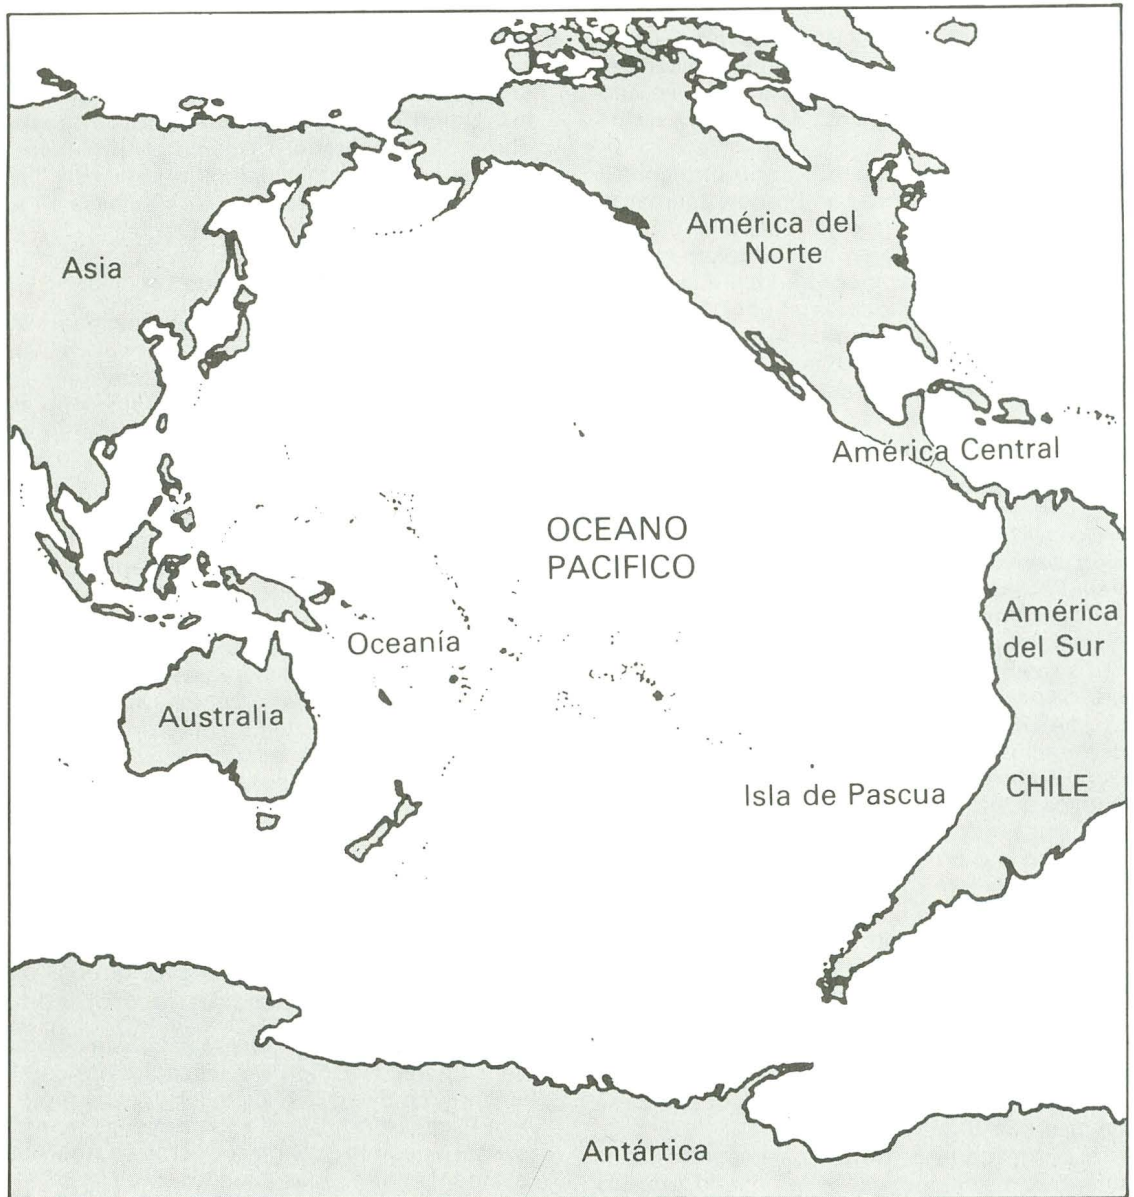 América del
Norte
Asia
América Central
OCEANO
PACIFICO
América
del Sur
Oceanía
Australia
CHILE
Isla de Pascua
Antártica